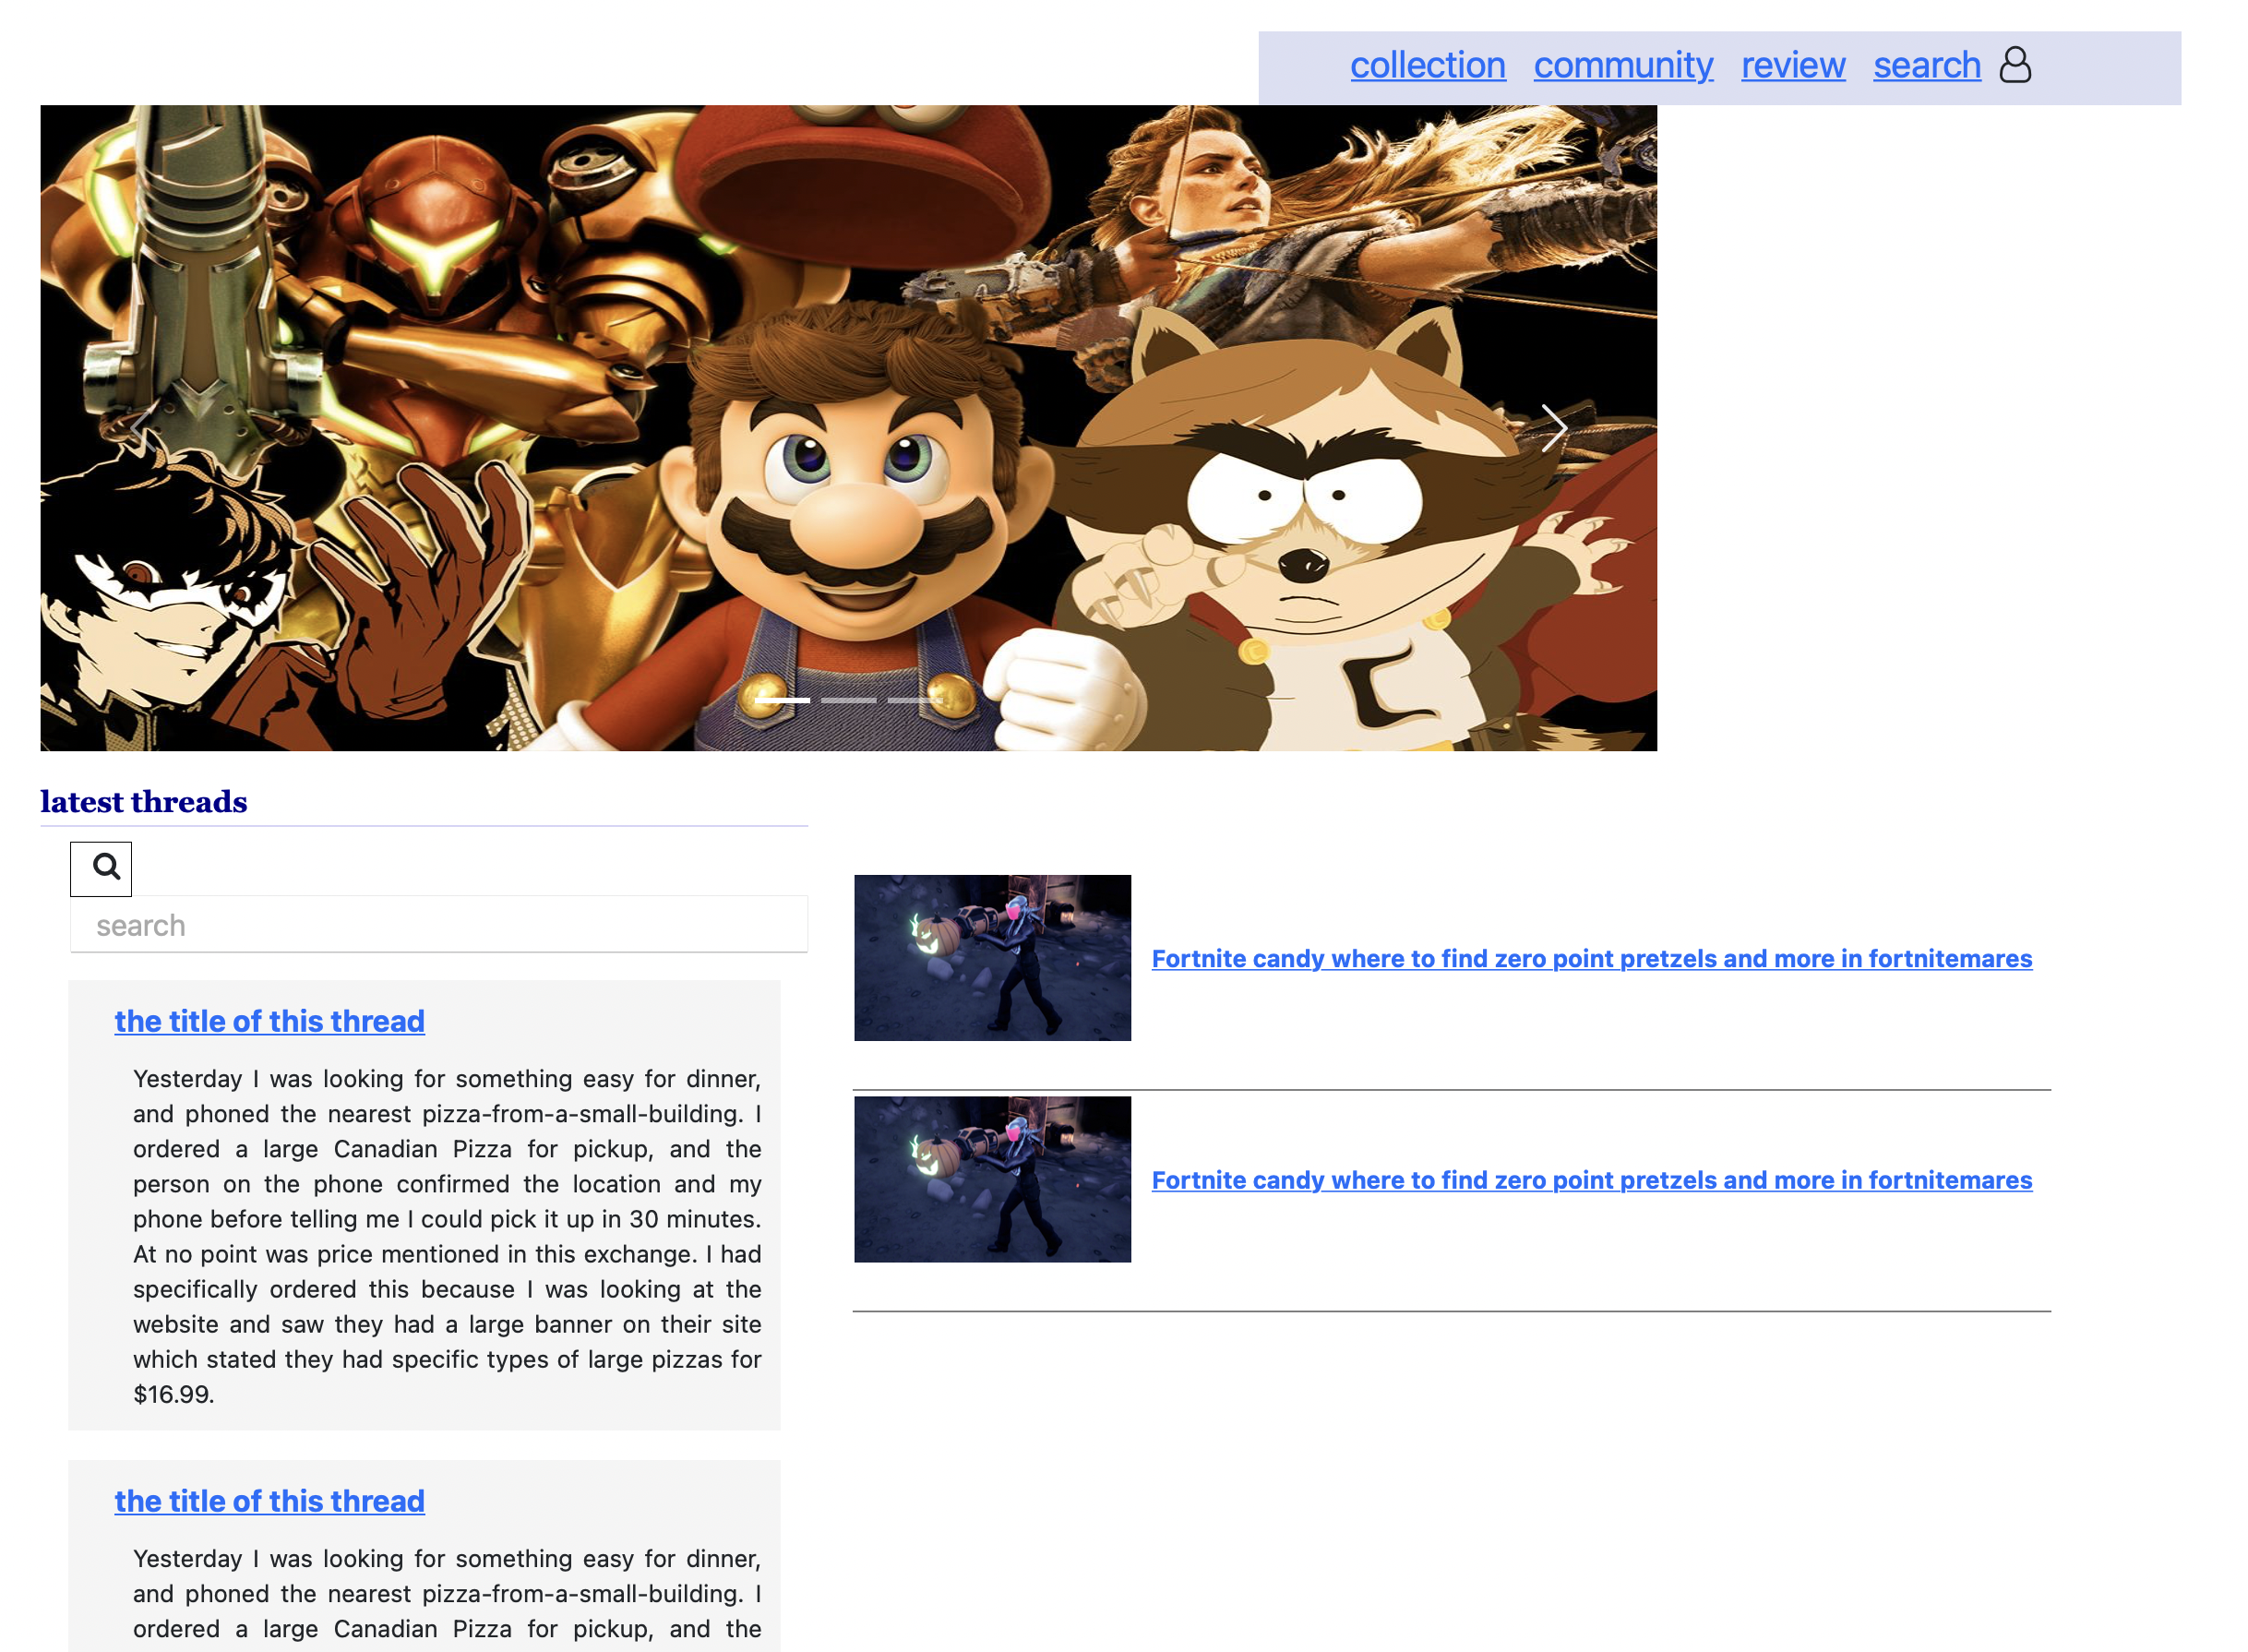 collection community review search
latest threads
search
the title of this thread
Yesterday I was looking for something easy for dinner,
and phoned the nearest pizza-from-a-small-building. I
ordered a large Canadian Pizza for pickup, and the
person on the phone confirmed the location and my
phone before telling me I could pick it up in 30 minutes.
At no point was price mentioned in this exchange. I had
specifically ordered this because I was looking at the
website and saw they had a large banner on their site
which stated they had specific types of large pizzas for
$16.99.
the title of this thread
Yesterday I was looking for something easy for dinner,
and phoned the nearest pizza-from-a-small-building. I
ordered a large Canadian Pizza for pickup, and the
Fortnite candy where to find zero point pretzels and more in fortnitemares
Fortnite candy where to find zero point pretzels and more in fortnitemares